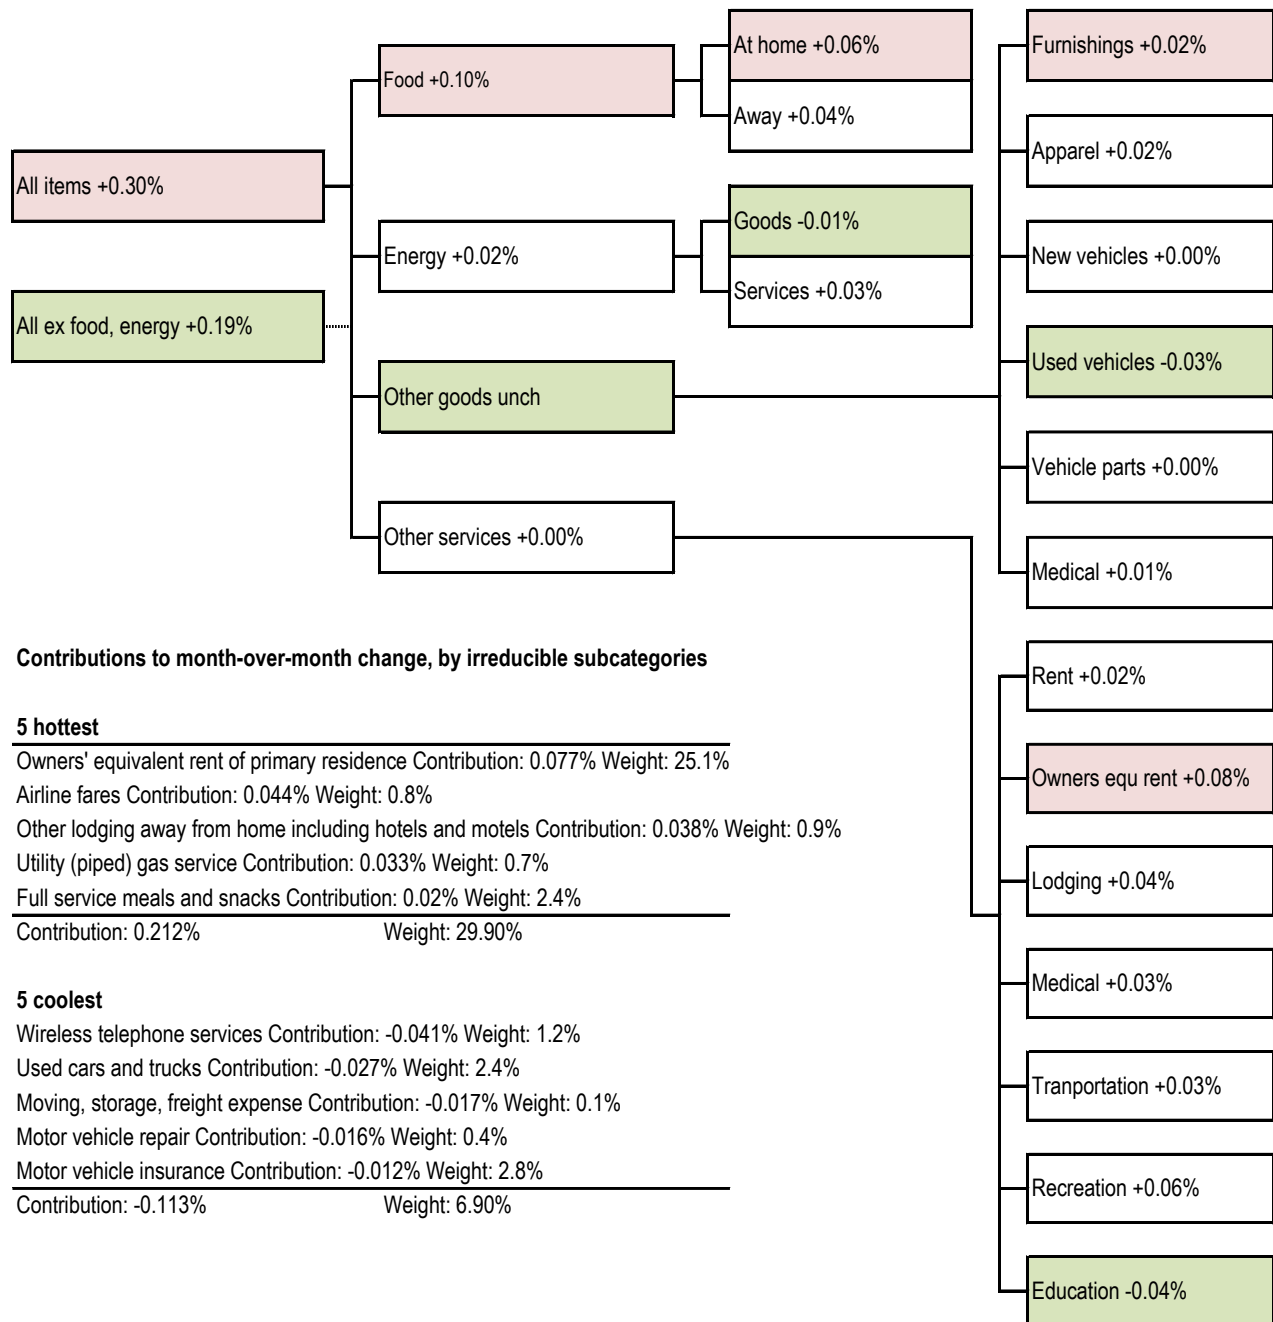 All items +0.30%
All ex food, energy +0.19%
Food +0.10%
Energy +0.02%
Other goods unch
Other services +0.00%
At home +0.06%
Away +0.04%
Goods -0.01%
Services +0.03%
Furnishings +0.02%
Apparel +0.02%
New vehicles +0.00%
Used vehicles -0.03%
Vehicle parts +0.00%
Medical +0.01%
Rent +0.02%
Owners equ rent +0.08%
Lodging +0.04%
Medical +0.03%
Tranportation +0.03%
Recreation +0.06%
Education -0.04%
Contributions to month-over-month change, by irreducible subcategories
5 hottest
Owners' equivalent rent of primary residence Contribution: 0.077% Weight: 25.1%
Airline fares Contribution: 0.044% Weight: 0.8%
Other lodging away from home including hotels and motels Contribution: 0.038% Weight: 0.9%
Utility (piped) gas service Contribution: 0.033% Weight: 0.7%
Full service meals and snacks Contribution: 0.02% Weight: 2.4%
Contribution: 0.212% Weight: 29.90%
5 coolest
Wireless telephone services Contribution: -0.041% Weight: 1.2%
Used cars and trucks Contribution: -0.027% Weight: 2.4%
Moving, storage, freight expense Contribution: -0.017% Weight: 0.1%
Motor vehicle repair Contribution: -0.016% Weight: 0.4%
Motor vehicle insurance Contribution: -0.012% Weight: 2.8%
Contribution: -0.113% Weight: 6.90%